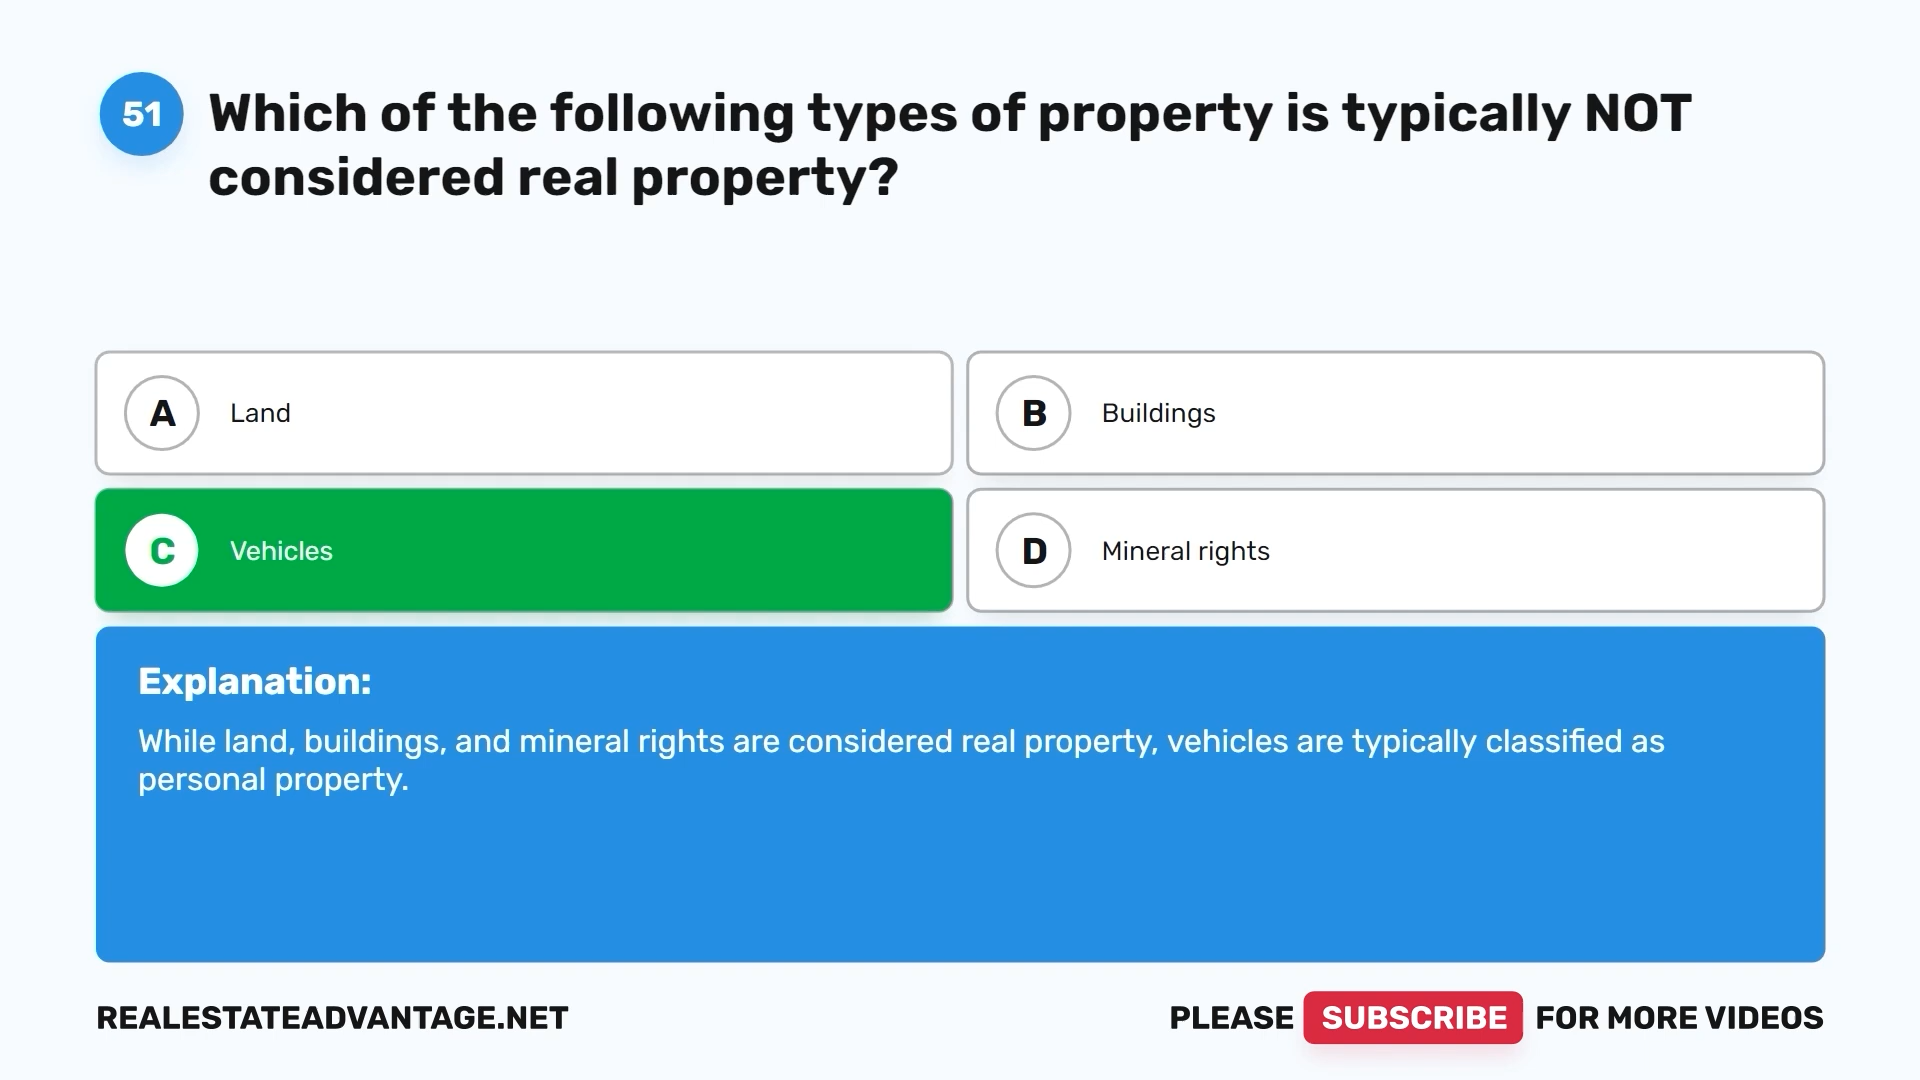 51
Which of the following types of property is typically NOT
considered real property?
A Land
B Buildings
C Vehicles
D Mineral rights
Explanation:
While land, buildings, and mineral rights are considered real property, vehicles are typically classified as
personal property.
REALESTATEADVANTAGE.NET
PLEASE SUBSCRIBE FOR MORE VIDEOS